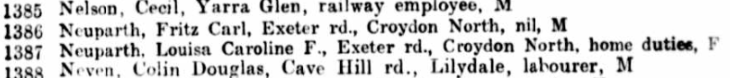 1385 Nelson, Cecil, Yarra Glen, railway employee, M
1386 Neuparth, Fritz Carl, Exeter rd., Croydon North, nil, M
1387 Neuparth, Louisa Caroline F., Exeter rd., Croydon North, home duties, F
1388 Neven, Colin Douglas, Cave Hill rd., Lilydale, labourer, M